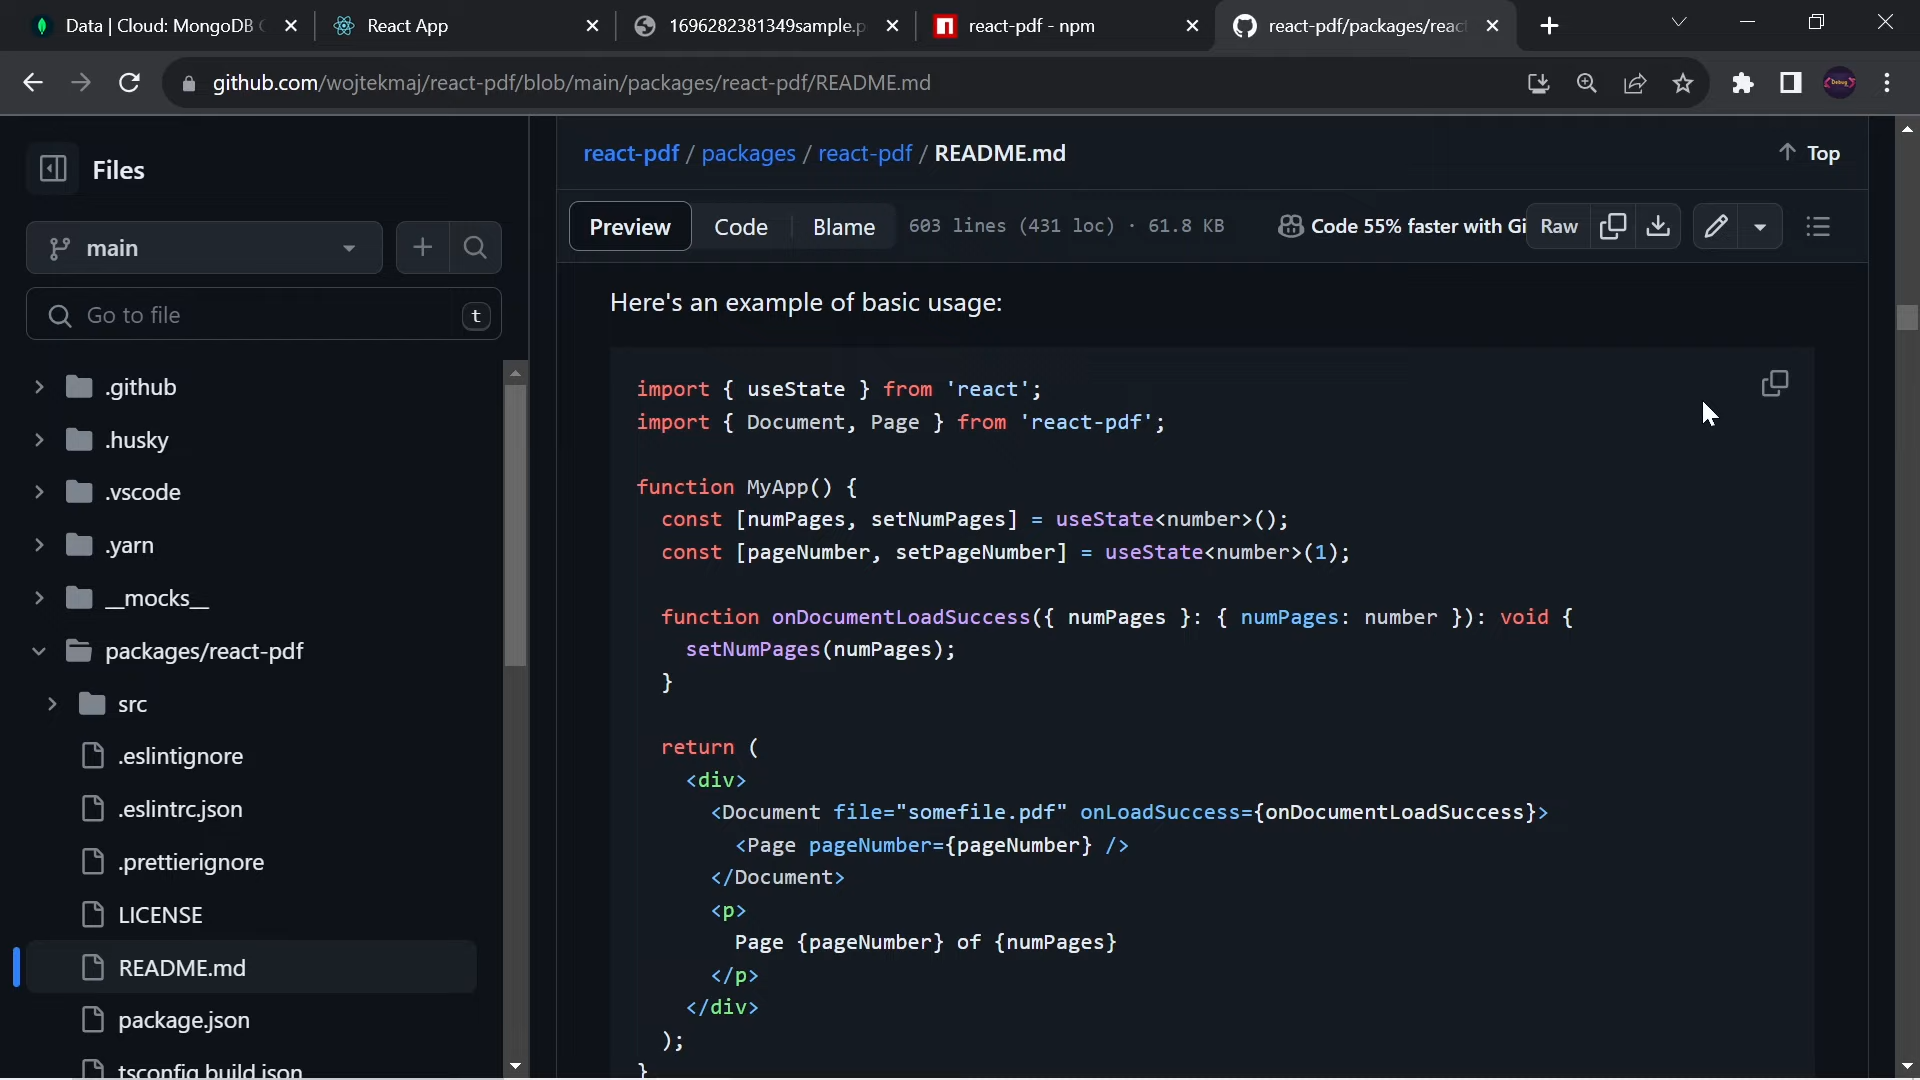 Data | Cloud: MongoDB
React App
1696282381349sample.p
react-pdf - npm
react-pdf/packages/reac
github.com/wojtekmaj/react-pdf/blob/main/packages/react-pdf/README.md
Debug
Files
main
Go to file
t
.github
.husky
.vscode
.yarn
__mocks__
packages/react-pdf
src
.eslintignore
.eslintrc.json
.prettierignore
LICENSE
README.md
package.json
tsconfig.build.json
react-pdf / packages / react-pdf / README.md
Top
Preview Code Blame 603 lines (431 loc) · 61.8 KB Code 55% faster with Gi Raw
Here's an example of basic usage:
import { useState } from 'react';
import { Document, Page } from 'react-pdf';
function MyApp() {
const [numPages, setNumPages] = useState<number>();
const [pageNumber, setPageNumber] = useState<number>(1);
function onDocumentLoadSuccess({ numPages }: { numPages: number }): void {
setNumPages(numPages);
}
return (
<div>
<Document file="somefile.pdf" onLoadSuccess={onDocumentLoadSuccess}>
<Page pageNumber={pageNumber} />
</Document>
<p>
Page {pageNumber} of {numPages}
</p>
</div>
);
}